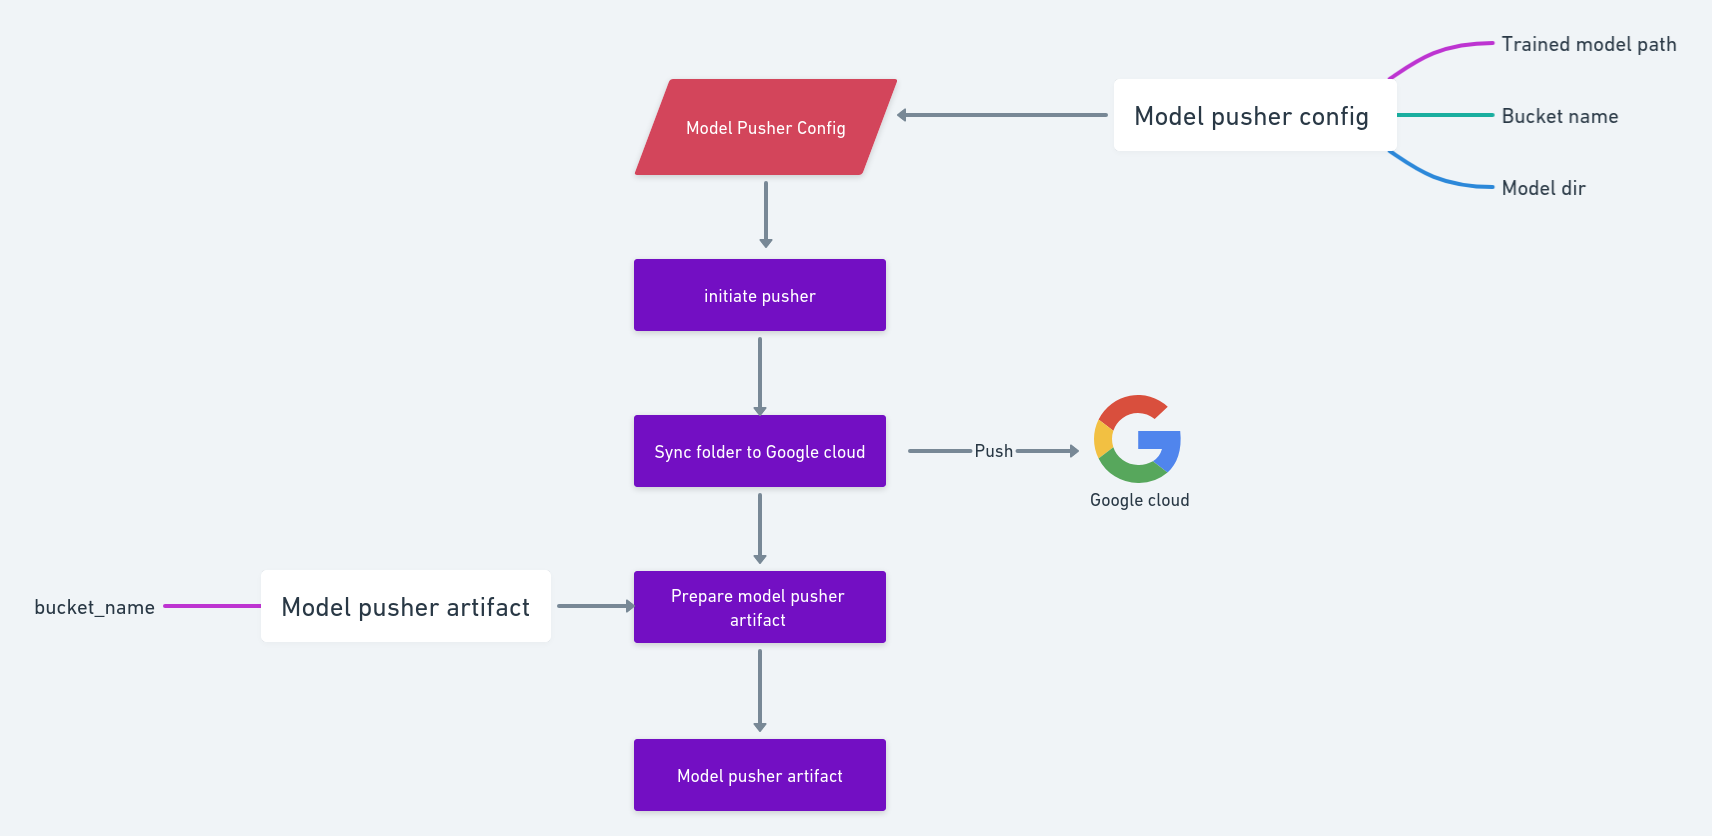 Trained model path
Model Pusher Config
Model pusher config
Bucket name
Model dir
initiate pusher
Sync folder to Google cloud
Push
Google cloud
bucket_name
Model pusher artifact
Prepare model pusher
artifact
Model pusher artifact